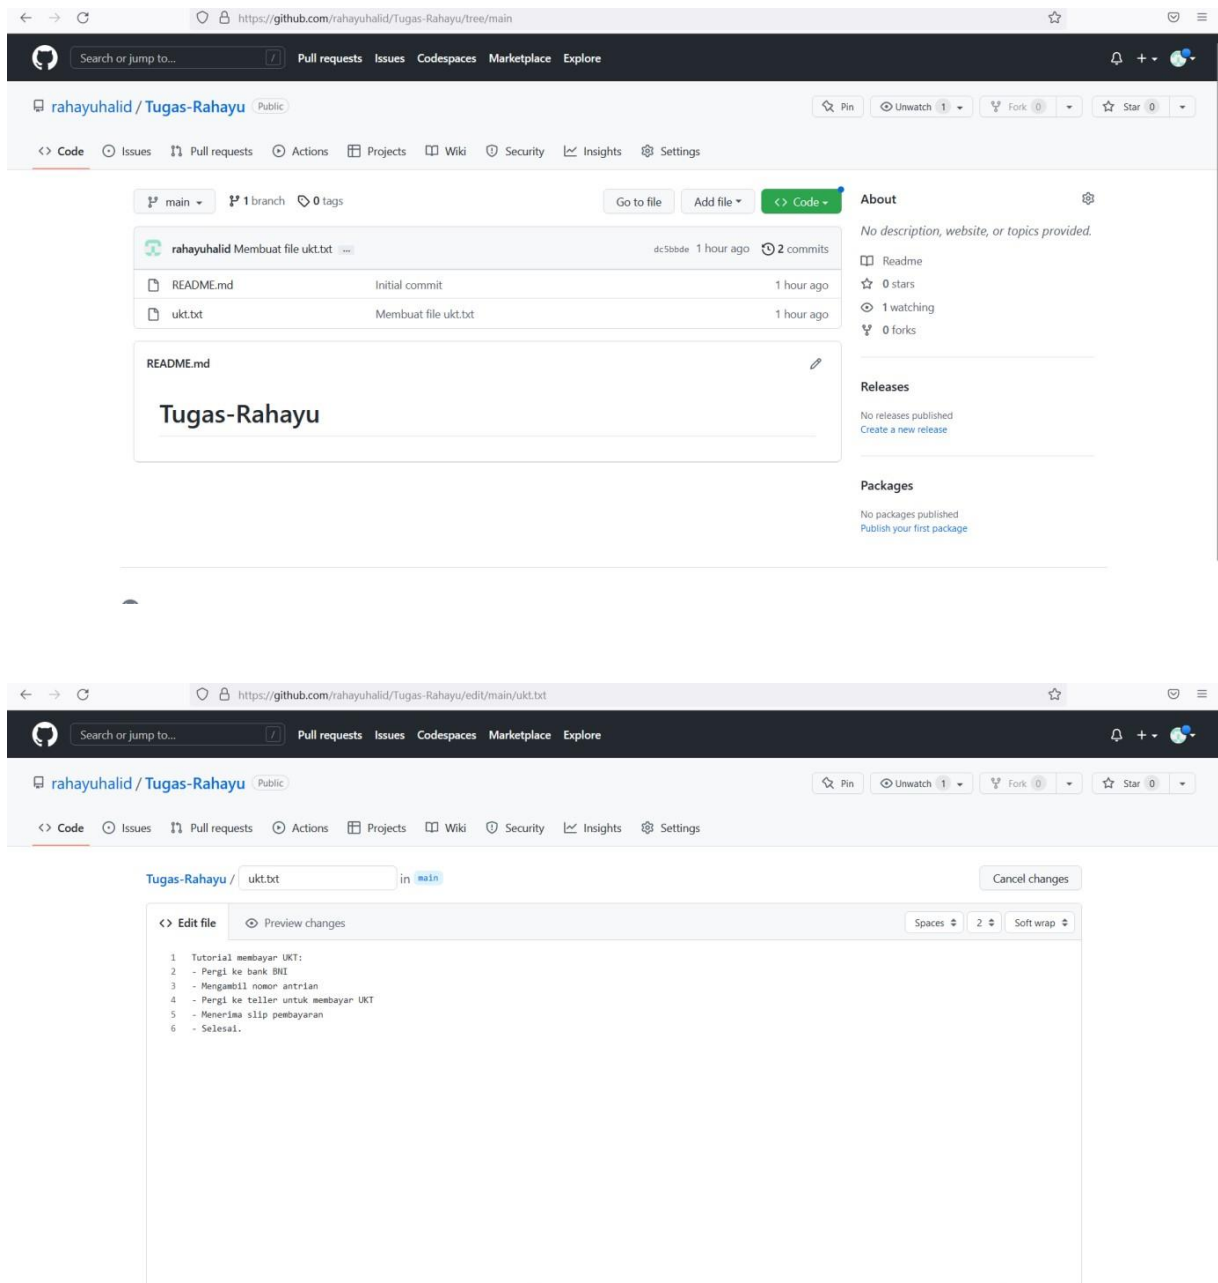 https://github.com/rahayuhalid/Tugas-Rahayu/tree/main
Search or jump to... / Pull requests Issues Codespaces Marketplace Explore
rahayuhalid / Tugas-Rahayu Public Pin Unwatch 1 Fork 0 Star 0
<> Code Issues Pull requests Actions Projects Wiki Security Insights Settings
main 1 branch 0 tags Go to file Add file <> Code
rahayuhalid Membuat file ukt.txt ... dc5bbde 1 hour ago 2 commits
README.md Initial commit 1 hour ago
ukt.txt Membuat file ukt.txt 1 hour ago
README.md
Tugas-Rahayu
About
No description, website, or topics provided.
Readme
0 stars
1 watching
0 forks
Releases
No releases published
Create a new release
Packages
No packages published
Publish your first package
https://github.com/rahayuhalid/Tugas-Rahayu/edit/main/ukt.txt
Search or jump to... / Pull requests Issues Codespaces Marketplace Explore
rahayuhalid / Tugas-Rahayu Public Pin Unwatch 1 Fork 0 Star 0
<> Code Issues Pull requests Actions Projects Wiki Security Insights Settings
Tugas-Rahayu / ukt.txt in main Cancel changes
<> Edit file Preview changes Spaces 2 Soft wrap
1 Tutorial membayar UKT:
2 - Pergi ke bank BNI
3 - Mengambil nomor antrian
4 - Pergi ke teller untuk membayar UKT
5 - Menerima slip pembayaran
6 - Selesai.